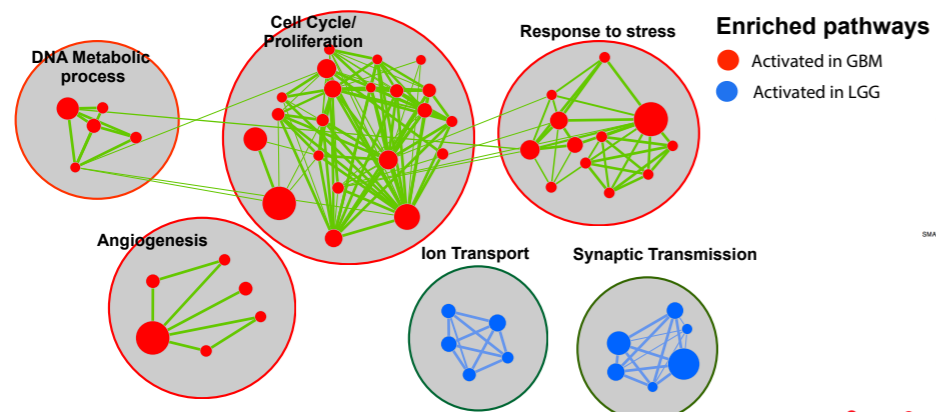 Cell Cycle/
Proliferation
DNA Metabolic
process
Response to stress
Enriched pathways
Activated in GBM
Activated in LGG
SMA
Angiogenesis
Ion Transport
Synaptic Transmission